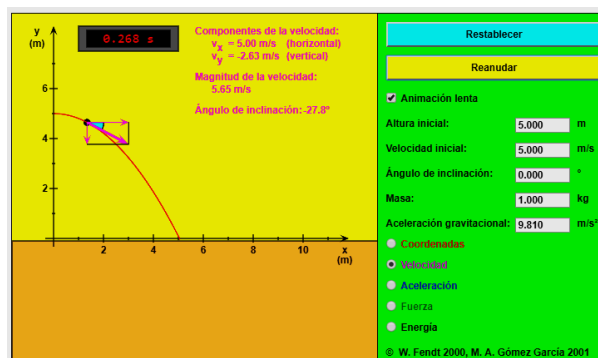 y
(m)
0.268 s
Componentes de la velocidad:
vx = 5.00 m/s (horizontal)
vy = -2.63 m/s (vertical)
Magnitud de la velocidad:
5.65 m/s
Ángulo de inclinación:-27.8°
6
4
2
2 4 6 8 10 x
(m)
Restablecer
Reanudar
Animación lenta
Altura inicial: 5.000 m
Velocidad inicial: 5.000 m/s
Ángulo de inclinación: 0.000 °
Masa: 1.000 kg
Aceleración gravitacional: 9.810 m/s²
Coordenadas
Velocidad
Aceleración
Fuerza
Energía
© W. Fendt 2000, M. A. Gómez García 2001